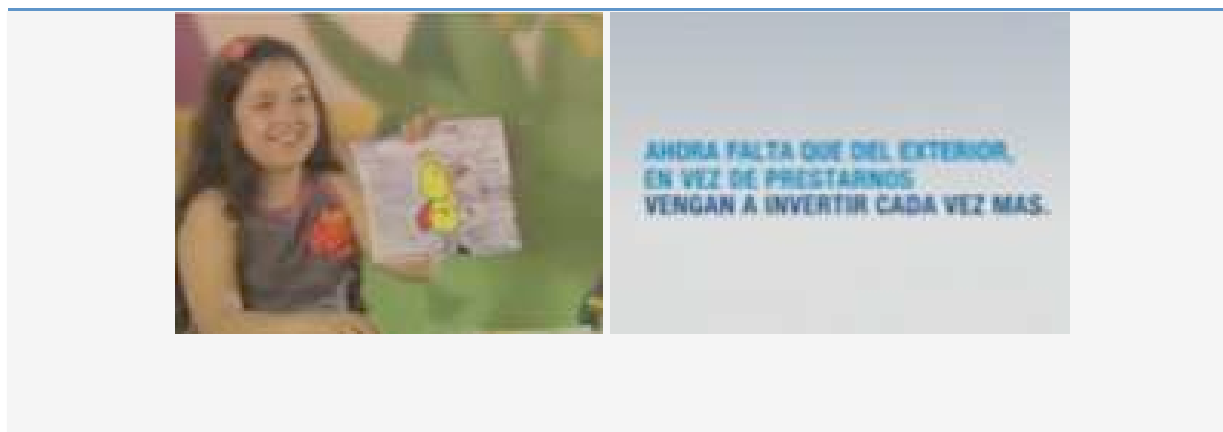 AHORA FALTA QUE DEL EXTERIOR,
EN VEZ DE PRESTARNOS
VENGAN A INVERTIR CADA VEZ MAS.